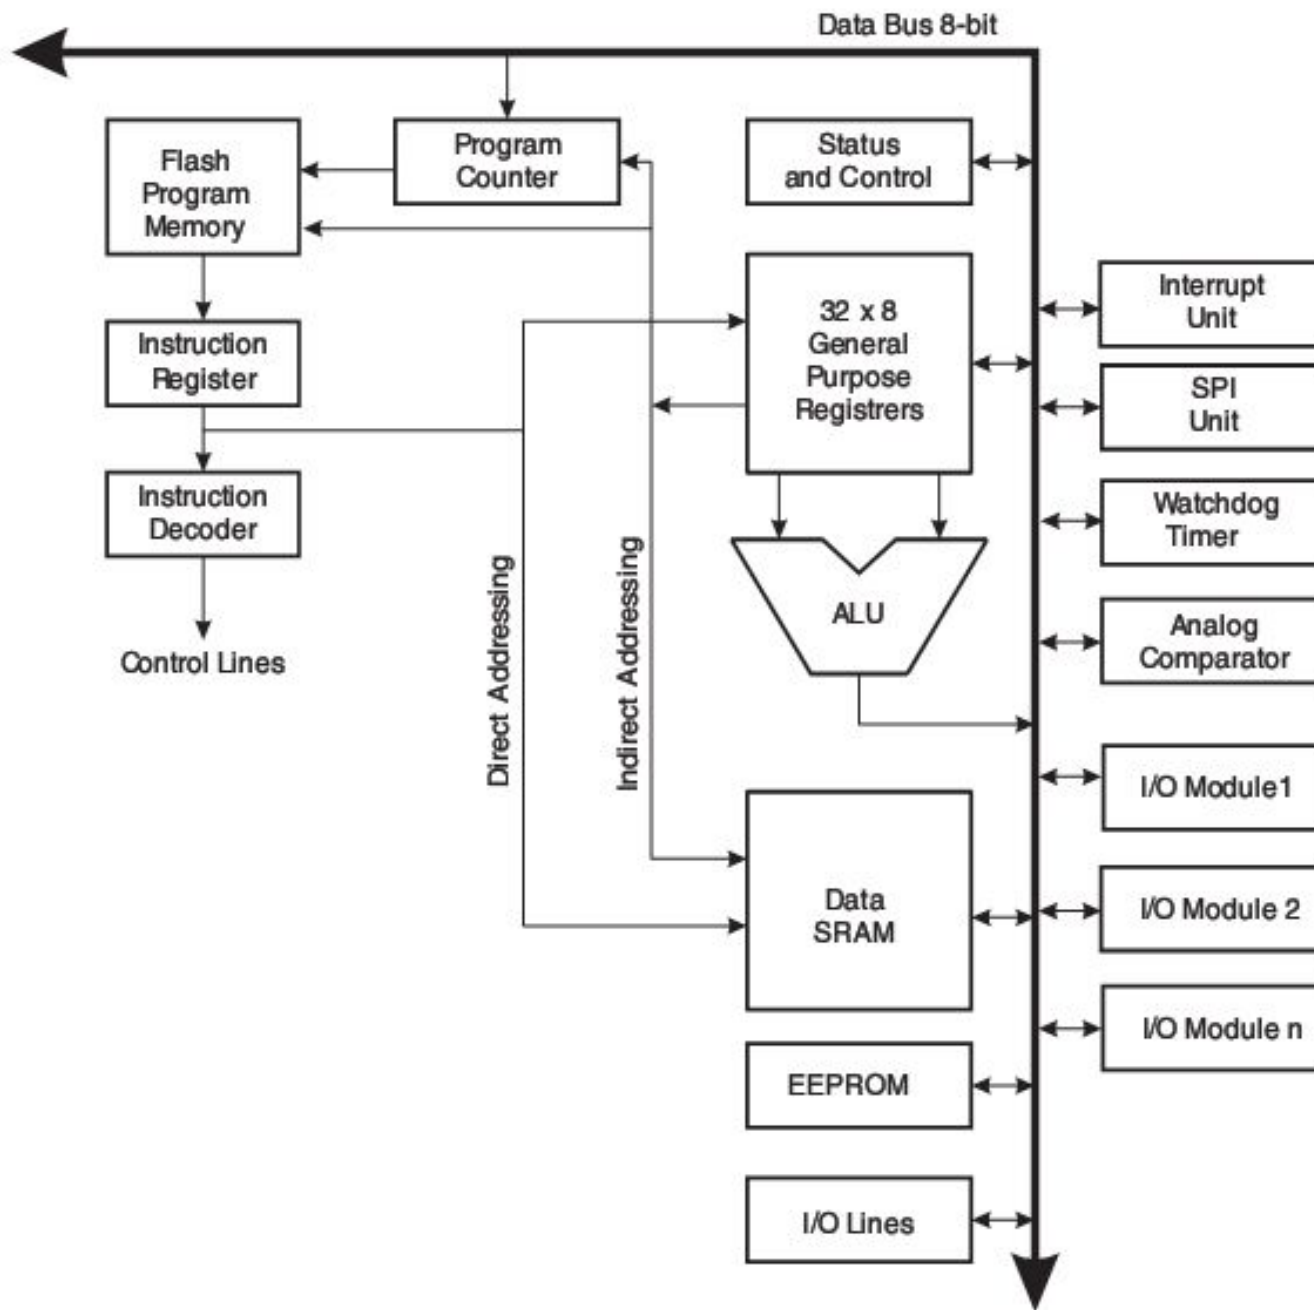 Data Bus 8-bit
Flash
Program
Memory
Program
Counter
Status
and Control
Interrupt
Unit
32 x 8
General
Purpose
Registrers
Instruction
Register
SPI
Unit
Instruction
Decoder
Watchdog
Timer
Control Lines
Direct Addressing
Indirect Addressing
ALU
Analog
Comparator
I/O Module1
Data
SRAM
I/O Module 2
I/O Module n
EEPROM
I/O Lines